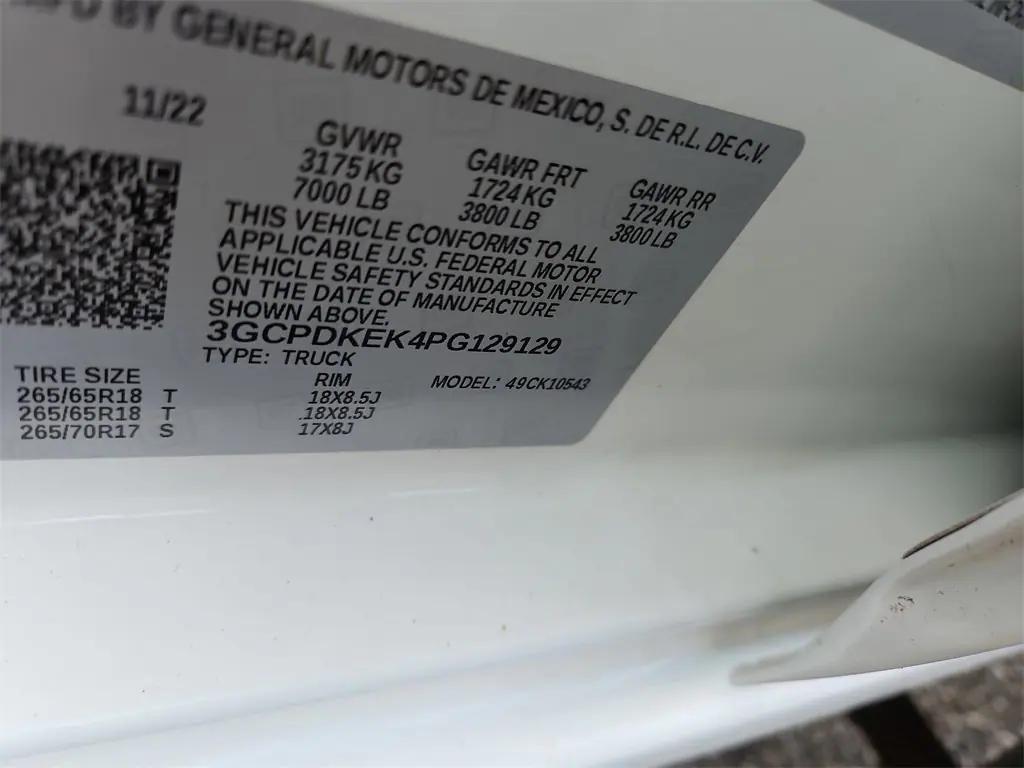 MFD BY GENERAL MOTORS DE MEXICO, S. DE R.L. DE C.V.
11/22
GVWR GAWR FRT GAWR RR
3175 KG 1724 KG 1724 KG
7000 LB 3800 LB 3800 LB
THIS VEHICLE CONFORMS TO ALL
APPLICABLE U.S. FEDERAL MOTOR
VEHICLE SAFETY STANDARDS IN EFFECT
ON THE DATE OF MANUFACTURE
SHOWN ABOVE.
3GCPDKEK4PG129129
TYPE: TRUCK MODEL: 49CK10543
TIRE SIZE RIM
265/65R18 T 18X8.5J
265/65R18 T 18X8.5J
265/70R17 S 17X8J